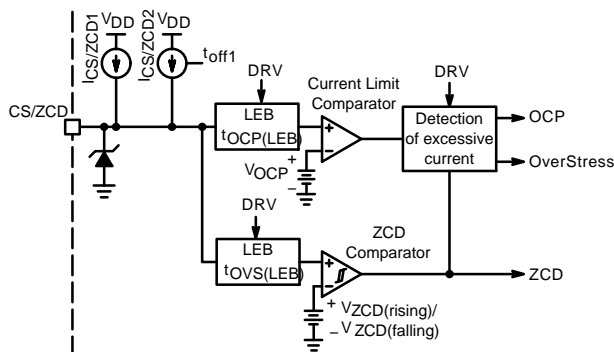 ICS/ZCD1
VDD
ICS/ZCD2
VDD
toff1
CS/ZCD
DRV
LEB
tOCP(LEB)
Current Limit
Comparator
+
−
+
VOCP
−
DRV
Detection
of excessive
current
OCP
OverStress
DRV
LEB
tOVS(LEB)
ZCD
Comparator
+
−
ZCD
+ VZCD(rising)/
− VZCD(falling)